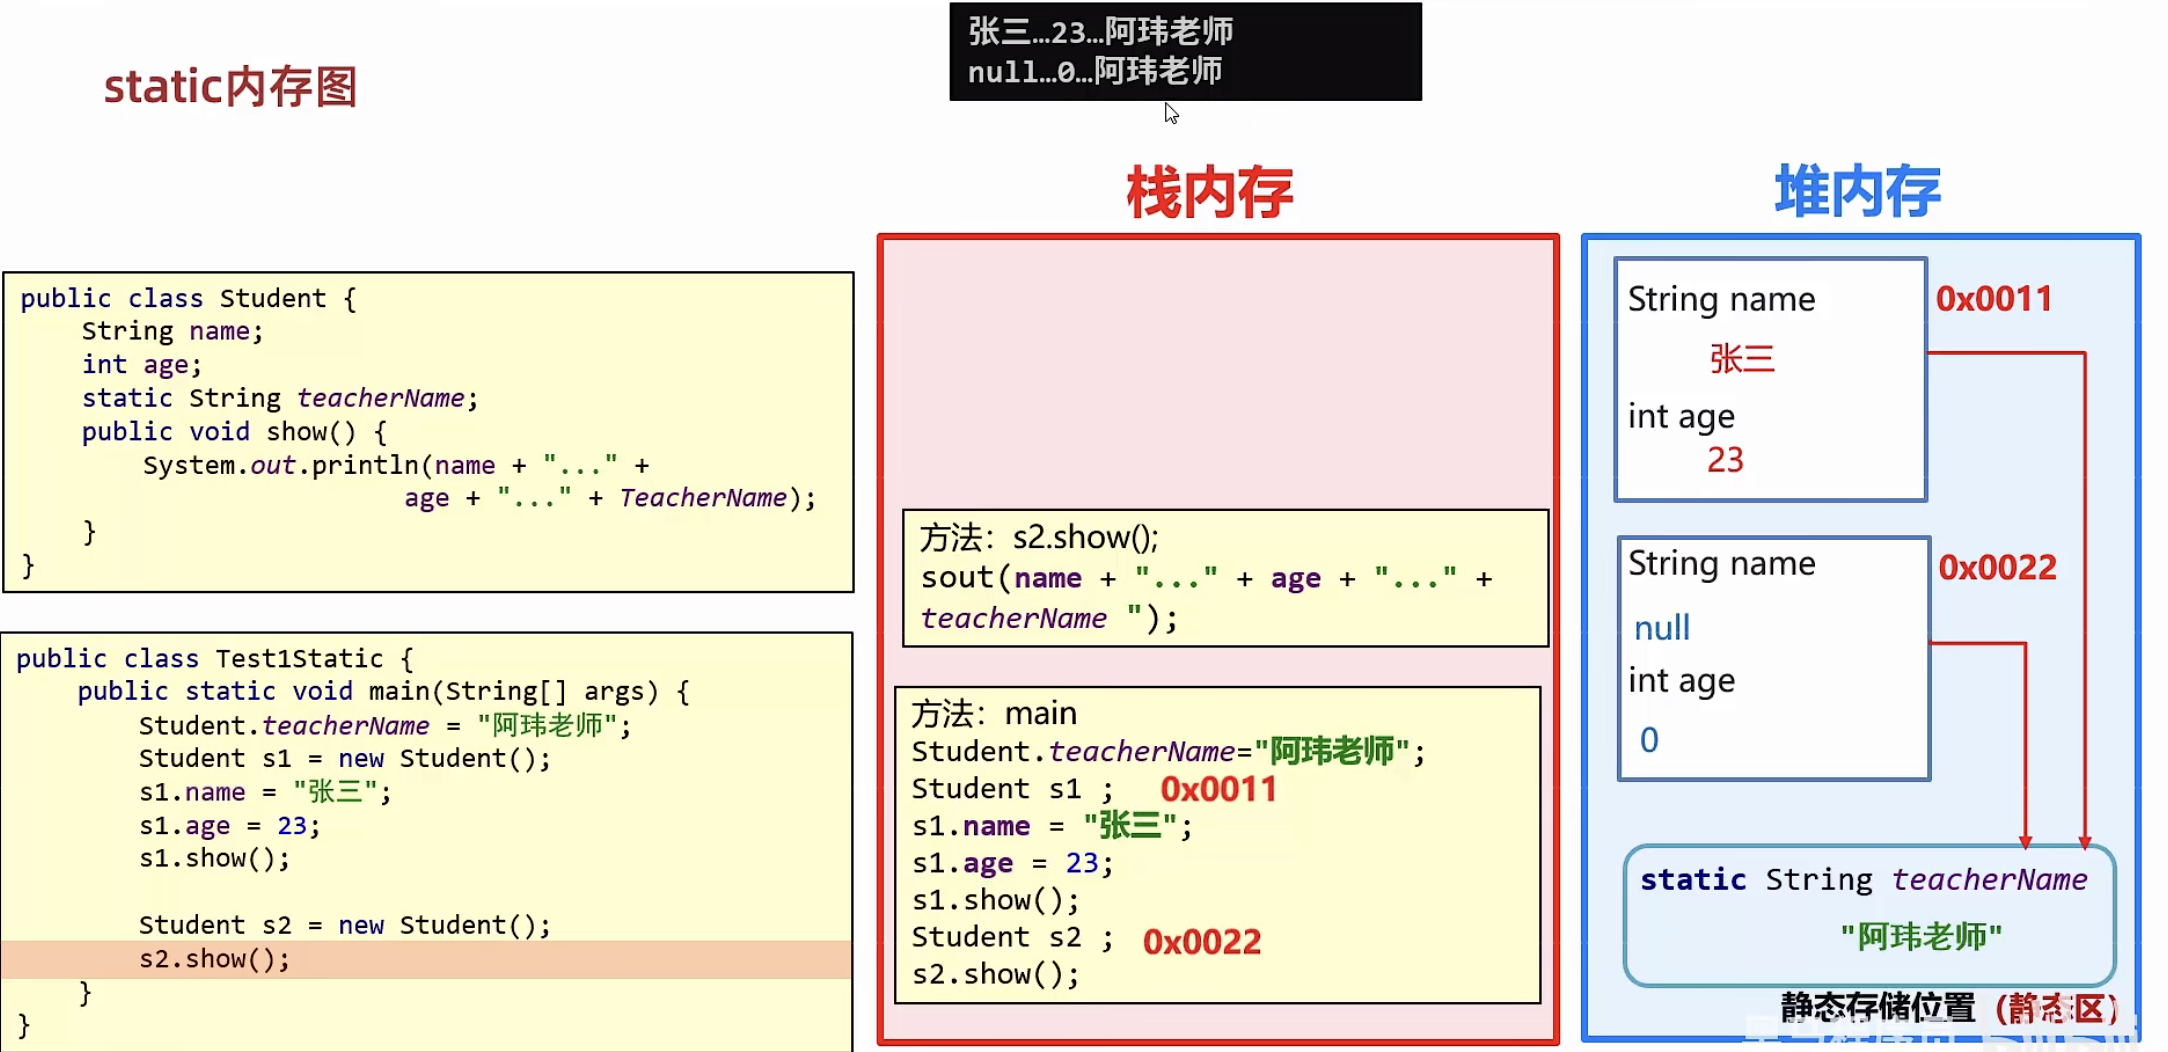 static内存图
张三…23…阿玮老师
null…0…阿玮老师
public class Student {
String name;
int age;
static String teacherName;
public void show() {
System.out.println(name + "..." +
age + "..." + TeacherName);
}
}
public class Test1Static {
public static void main(String[] args) {
Student.teacherName = "阿玮老师";
Student s1 = new Student();
s1.name = "张三";
s1.age = 23;
s1.show();
Student s2 = new Student();
s2.show();
}
}
栈内存
方法：s2.show();
sout(name + "..." + age + "..." +
teacherName ");
方法：main
Student.teacherName="阿玮老师";
Student s1 ; 0x0011
s1.name = "张三";
s1.age = 23;
s1.show();
Student s2 ; 0x0022
s2.show();
堆内存
String name 0x0011
张三
int age
23
String name 0x0022
null
int age
0
static String teacherName
"阿玮老师"
静态存储位置（静态区）